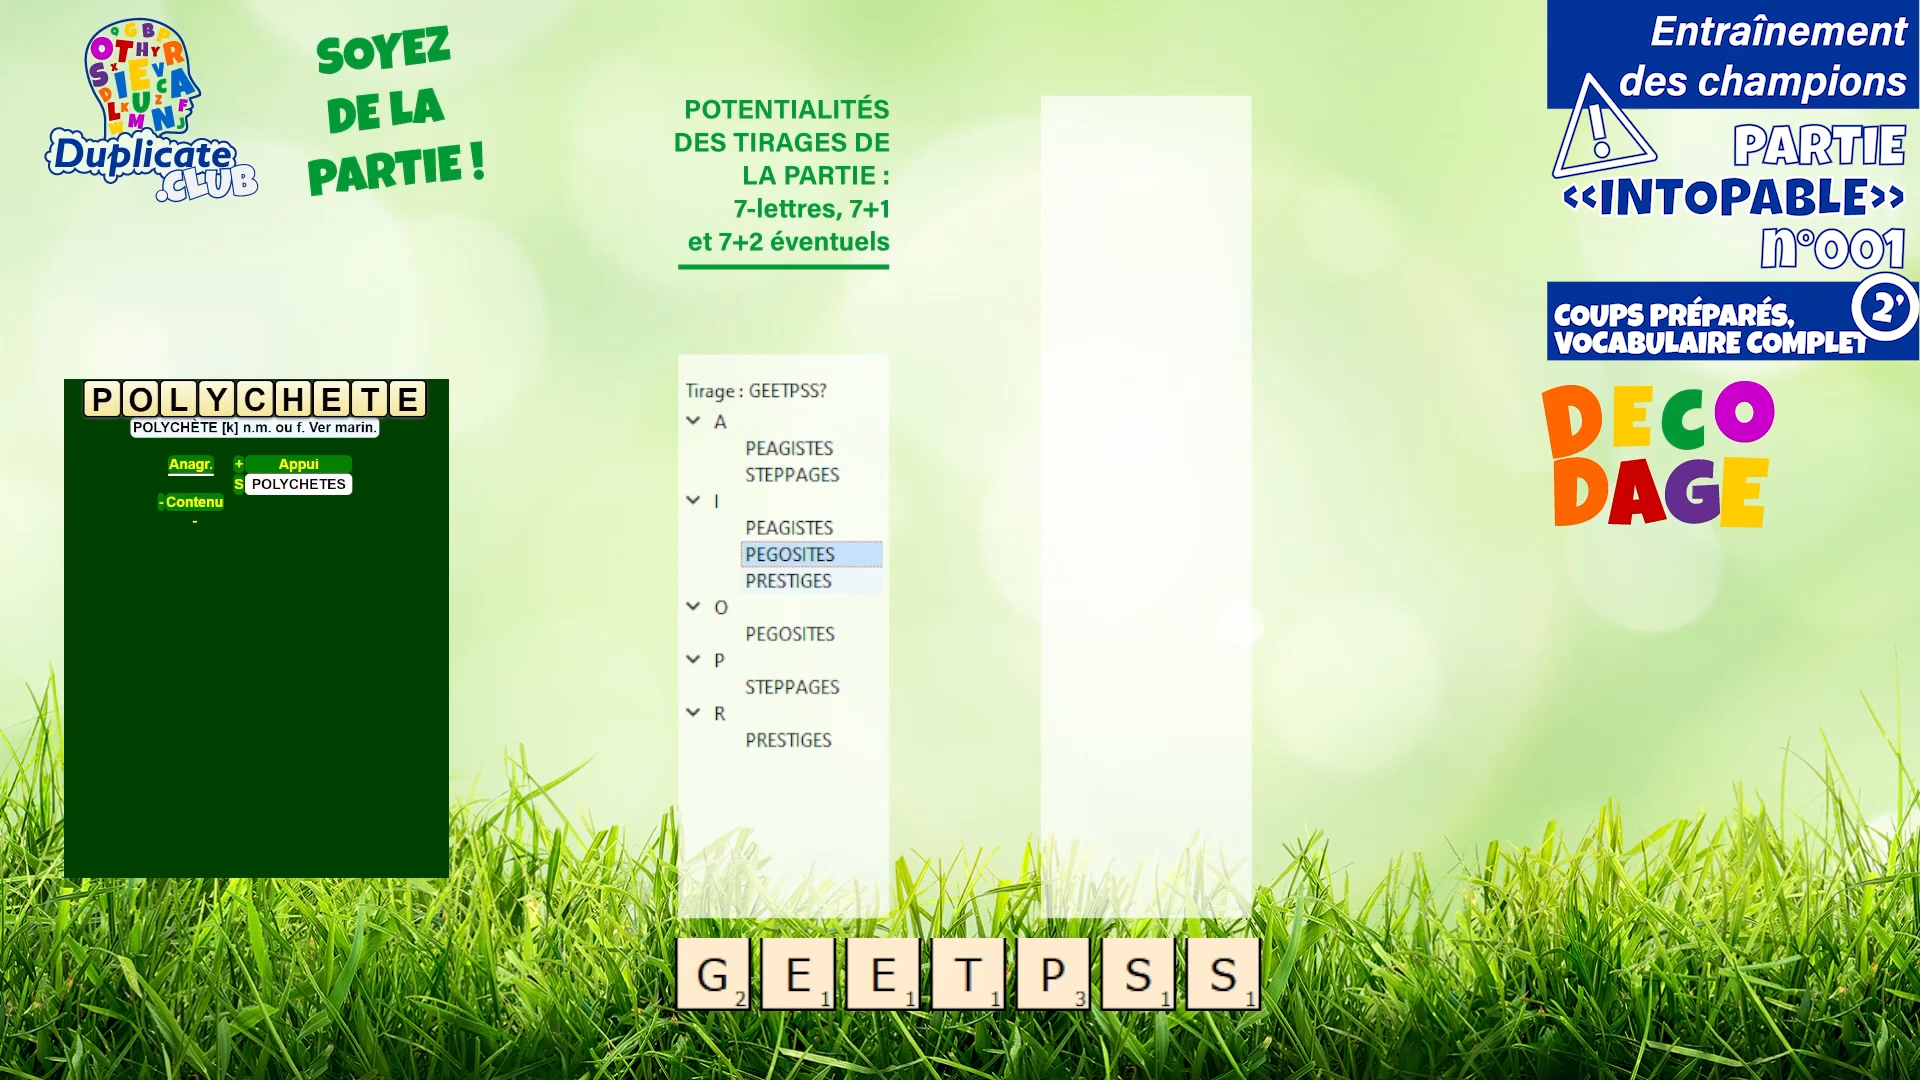 Duplicate
.CLUB
SOYEZ
DE LA
PARTIE !
POTENTIALITÉS
DES TIRAGES DE
LA PARTIE :
7-lettres, 7+1
et 7+2 éventuels
Entraînement
des champions
PARTIE
<<INTOPABLE>>
n°001
COUPS PRÉPARÉS,
VOCABULAIRE COMPLET
2'
DECO
DAGE
POLYCHETE
POLYCHÈTE [k] n.m. ou f. Ver marin.
Anagr. + Appui
S POLYCHETES
- Contenu
-
Tirage : GEETPSS?
A
PEAGISTES
STEPPAGES
I
PEAGISTES
PEGOSITES
PRESTIGES
O
PEGOSITES
P
STEPPAGES
R
PRESTIGES
G2 E1 E1 T1 P3 S1 S1